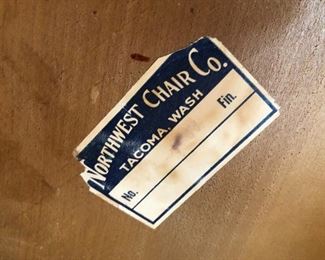 NORTHWEST CHAIR CO.
TACOMA, WASH
No. Fin.